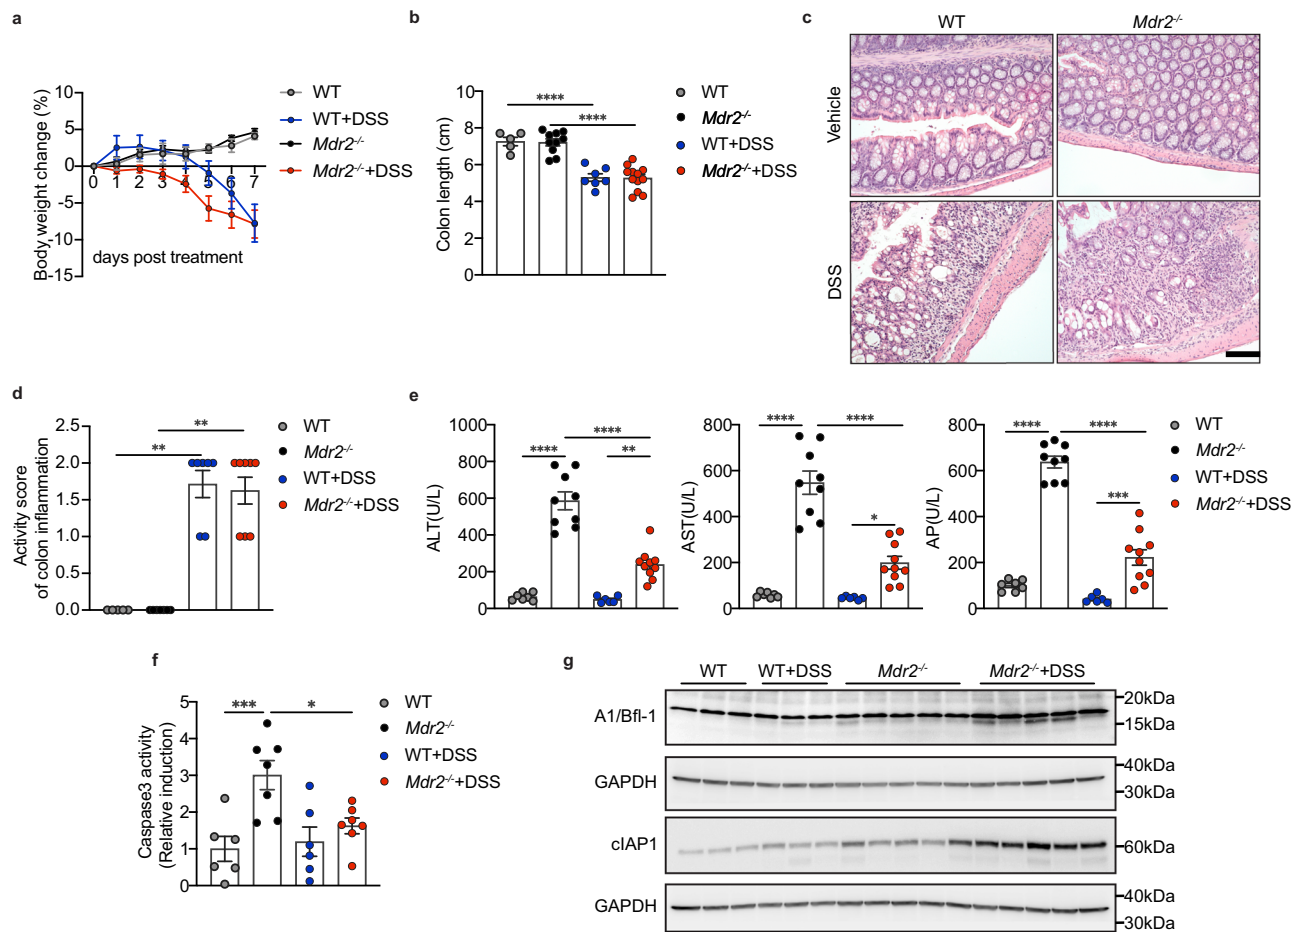 a
Body weight change (%)
10
5
0
-5
-10
-15
0 1 2 3 4 5 6 7
days post treatment
WT
WT+DSS
Mdr2-/-
Mdr2-/-+DSS
b
Colon length (cm)
10
8
6
4
2
0
****
****
WT
Mdr2-/-
WT+DSS
Mdr2-/-+DSS
c
WT
Mdr2-/-
Vehicle
DSS
d
Activity score
of colon inflammation
2.5
2.0
1.5
1.0
0.5
0.0
**
**
WT
Mdr2-/-
WT+DSS
Mdr2-/-+DSS
e
ALT(U/L)
1000
800
600
400
200
0
****
****
**
AST(U/L)
800
600
400
200
0
****
****
*
AP(U/L)
800
600
400
200
0
****
****
***
WT
Mdr2-/-
WT+DSS
Mdr2-/-+DSS
f
Caspase3 activity
(Relative induction)
5
4
3
2
1
0
***
*
WT
Mdr2-/-
WT+DSS
Mdr2-/-+DSS
g
WT WT+DSS Mdr2-/- Mdr2-/-+DSS
A1/Bfl-1
20kDa
15kDa
GAPDH
40kDa
30kDa
cIAP1
60kDa
GAPDH
40kDa
30kDa